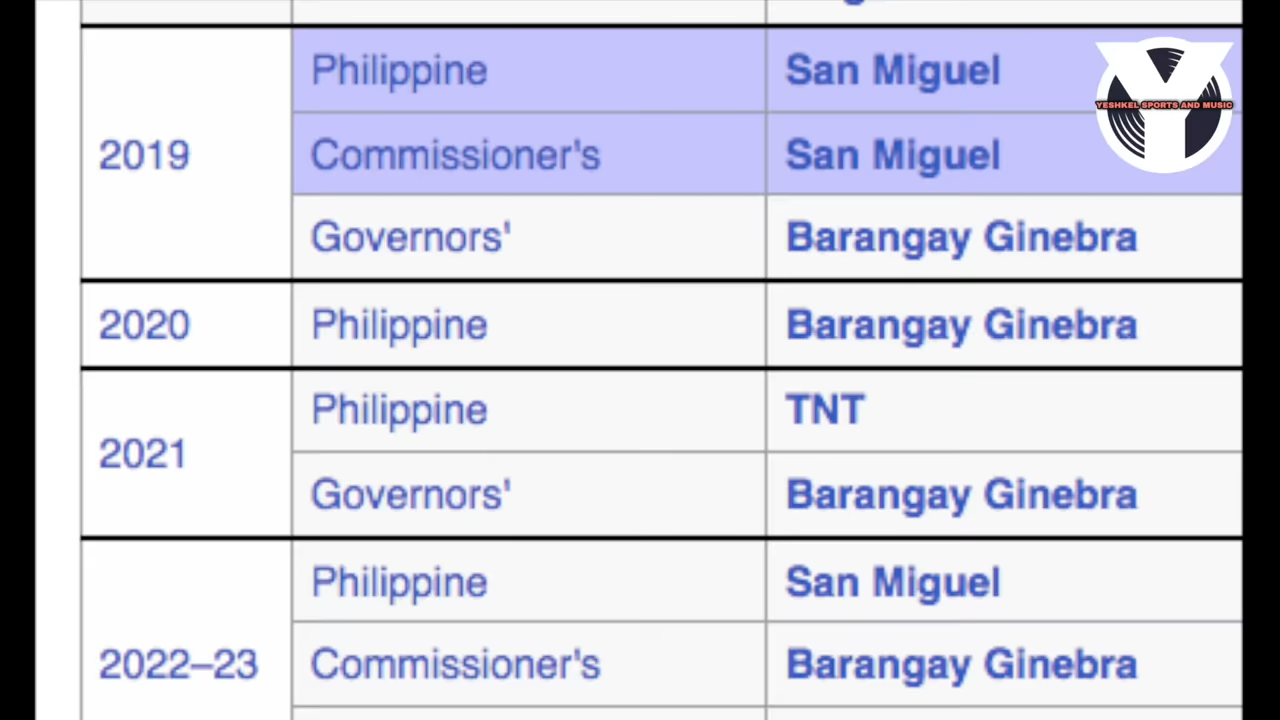 2019
Philippine San Miguel
Commissioner's San Miguel
Governors' Barangay Ginebra
2020 Philippine Barangay Ginebra
2021
Philippine TNT
Governors' Barangay Ginebra
2022–23
Philippine San Miguel
Commissioner's Barangay Ginebra
YESHKEL SPORTS AND MUSIC